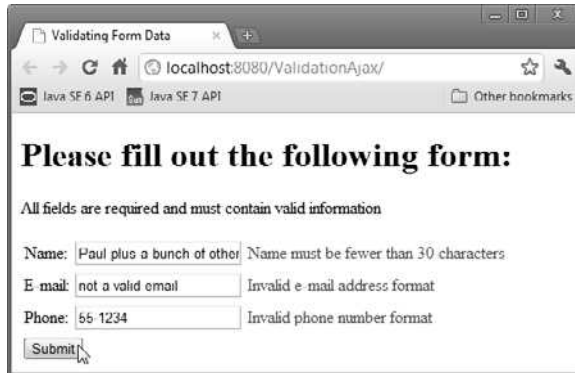 Validating Form Data
localhost:8080/ValidationAjax/
Java SE 6 API Java SE 7 API Other bookmarks
Please fill out the following form:
All fields are required and must contain valid information
Name: Paul plus a bunch of other Name must be fewer than 30 characters
E-mail: not a valid email Invalid e-mail address format
Phone: 55-1234 Invalid phone number format
Submit